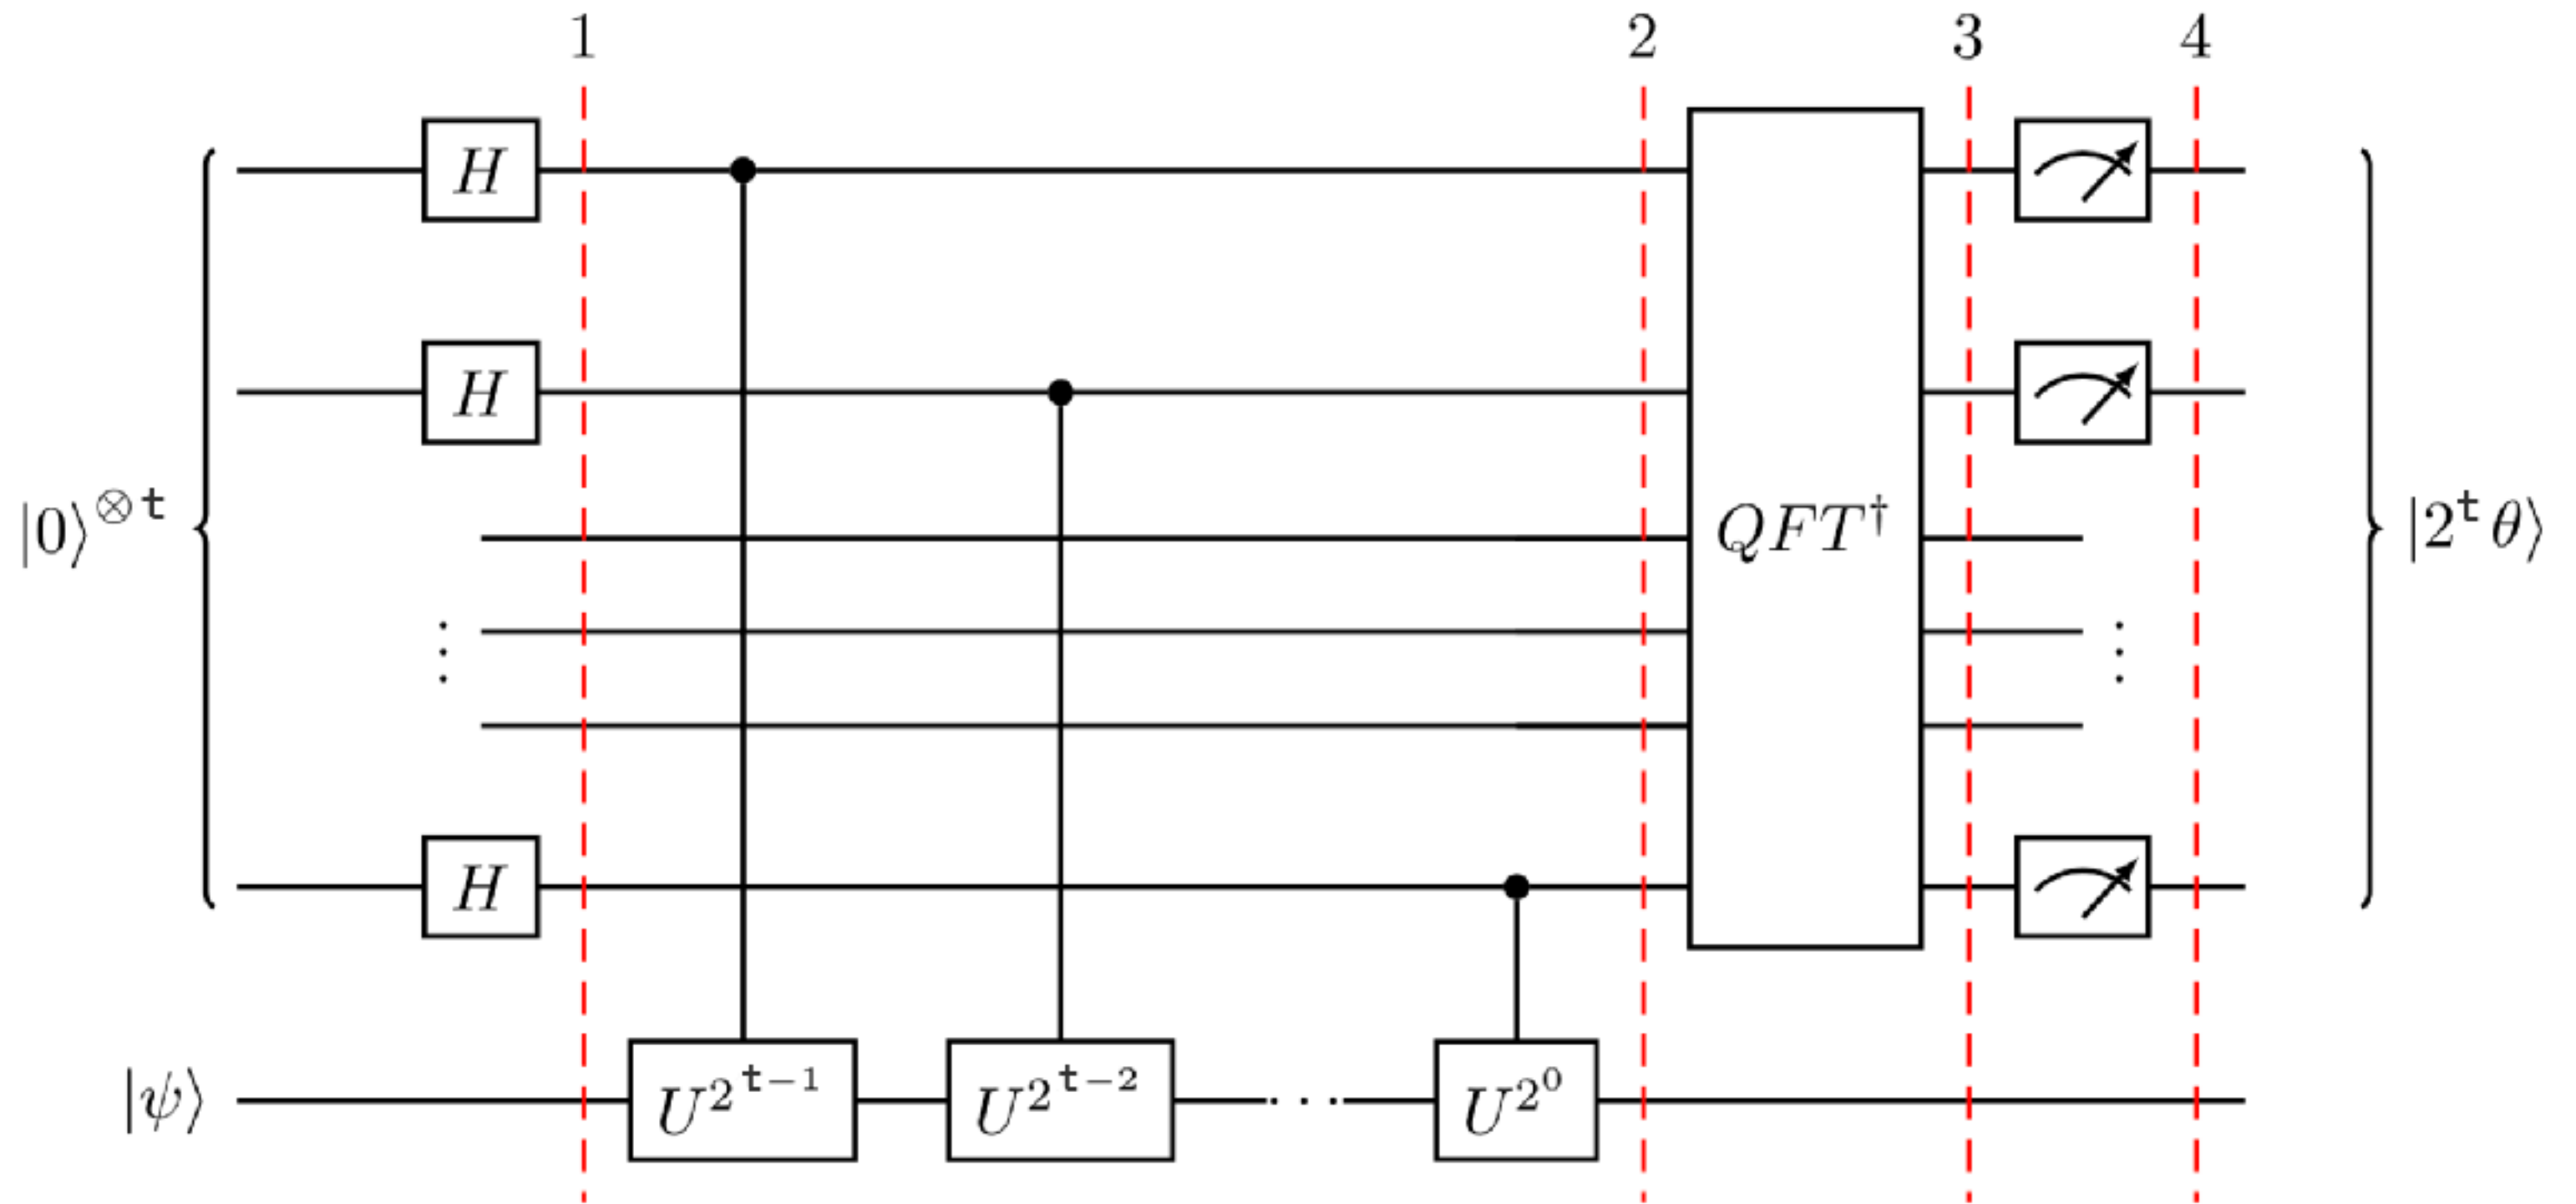 1 2 3 4
H
H
|0⟩^{⊗ t} QFT^† |2^t θ⟩
⋮ ⋮
H
|ψ⟩ U^{2^{t−1}} U^{2^{t−2}} ··· U^{2^0}